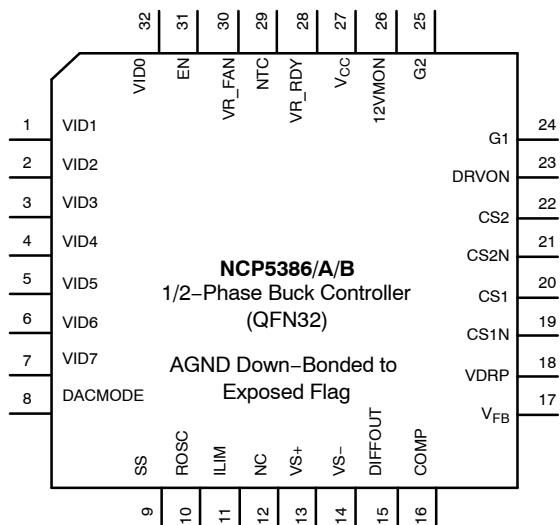 32 31 30 29 28 27 26 25
VID0 EN VR_FAN NTC VR_RDY VCC 12VMON G2
1 VID1
2 VID2
3 VID3
4 VID4
5 VID5
6 VID6
7 VID7
8 DACMODE
G1 24
DRVON 23
CS2 22
CS2N 21
CS1 20
CS1N 19
VDRP 18
VFB 17
NCP5386/A/B
1/2−Phase Buck Controller
(QFN32)
AGND Down−Bonded to
Exposed Flag
SS ROSC ILIM NC VS+ VS− DIFFOUT COMP
9 10 11 12 13 14 15 16